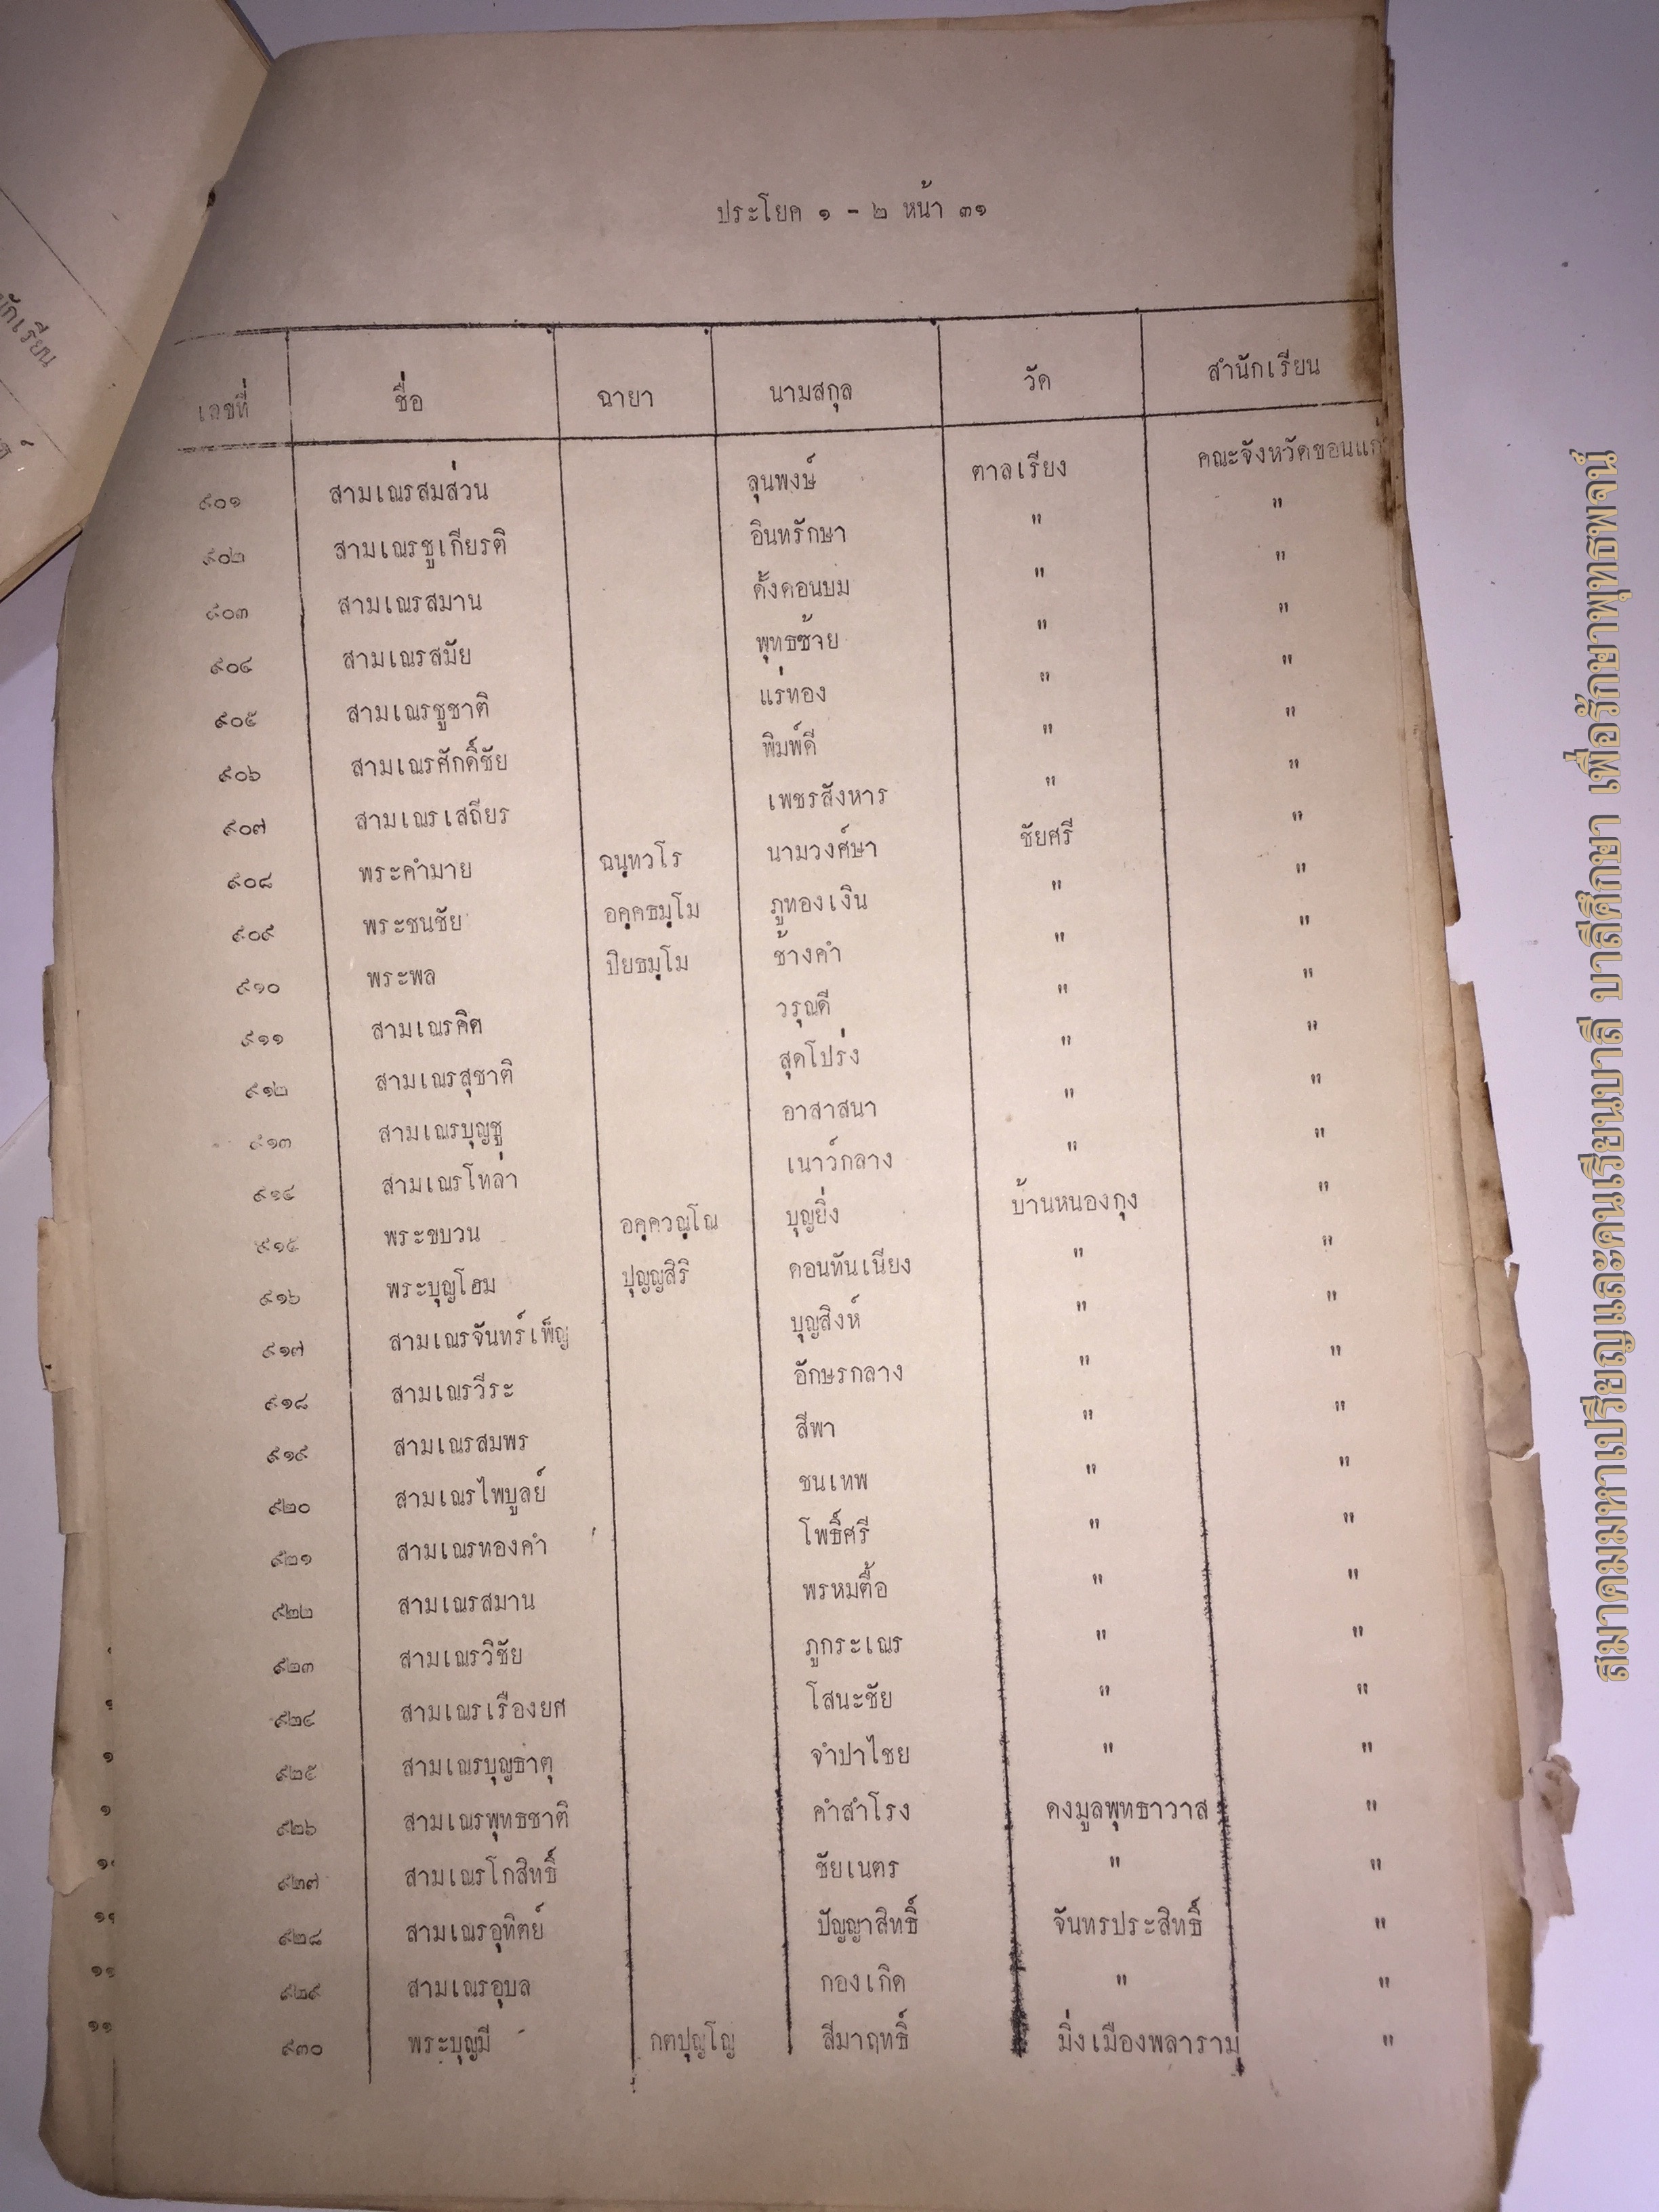 ประโยค ๑ - ๒ หน้า ๓๑
เลขที่ ชื่อ ฉายา นามสกุล วัด สำนักเรียน
๙๐๑ สามเณรสมส่วน ลุนพงษ์ ตาลเรียง คณะจังหวัดขอนแก่
๙๐๒ สามเณรชูเกียรติ อินทรักษา " "
๙๐๓ สามเณรสมาน ตั้งคอนบม " "
๙๐๔ สามเณรสมัย พุทธซ้าย " "
๙๐๕ สามเณรชูชาติ แร่ทอง " "
๙๐๖ สามเณรศักดิ์ชัย พิมพ์ดี " "
๙๐๗ สามเณรเสถียร เพชรสังหาร " "
๙๐๘ พระคำมาย ฉนฺทวโร นามวงศ์ษา ชัยศรี "
๙๐๙ พระชนชัย อคฺคธมฺโม ภูทองเงิน " "
๙๑๐ พระพล ปิยธมฺโม ช้างคำ " "
๙๑๑ สามเณรคิด วรุณดี " "
๙๑๒ สามเณรสุชาติ สุดโปร่ง " "
๙๑๓ สามเณรบุญชู อาสาสนา " "
๙๑๔ สามเณรโทล่า เนาว์กลาง " "
๙๑๕ พระขบวน อคฺควณฺโณ บุญยิ่ง บ้านหนองกุง "
๙๑๖ พระบุญโฮม ปุญญสิริ ดอนทันเนียง " "
๙๑๗ สามเณรจันทร์เพ็ญ บุญสิงห์ " "
๙๑๘ สามเณรวีระ อักษรกลาง " "
๙๑๙ สามเณรสมพร สีพา " "
๙๒๐ สามเณรไพบูลย์ ชนเทพ " "
๙๒๑ สามเณรทองคำ โพธิ์ศรี " "
๙๒๒ สามเณรสมาน พรหมตื้อ " "
๙๒๓ สามเณรวิชัย ภูกระเณร " "
๙๒๔ สามเณรเรืองยศ โสนะชัย " "
๙๒๕ สามเณรบุญธาตุ จำปาไชย " "
๙๒๖ สามเณรพุทธชาติ คำสำโรง ดงมูลพุทธาวาส "
๙๒๗ สามเณรโกสิทธิ์ ชัยเนตร " "
๙๒๘ สามเณรอุทิตย์ ปัญญาสิทธิ์ จันทรประสิทธิ์ "
๙๒๙ สามเณรอุบล กองเกิด " "
๙๓๐ พระบุญมี กตปุญโญ สีมาฤทธิ์ มิ่งเมืองพลาราม "
สมาคมมหาเปรียญและคนเรียนบาลี บาลีศึกษา เพื่อรักษาพุทธพจน์